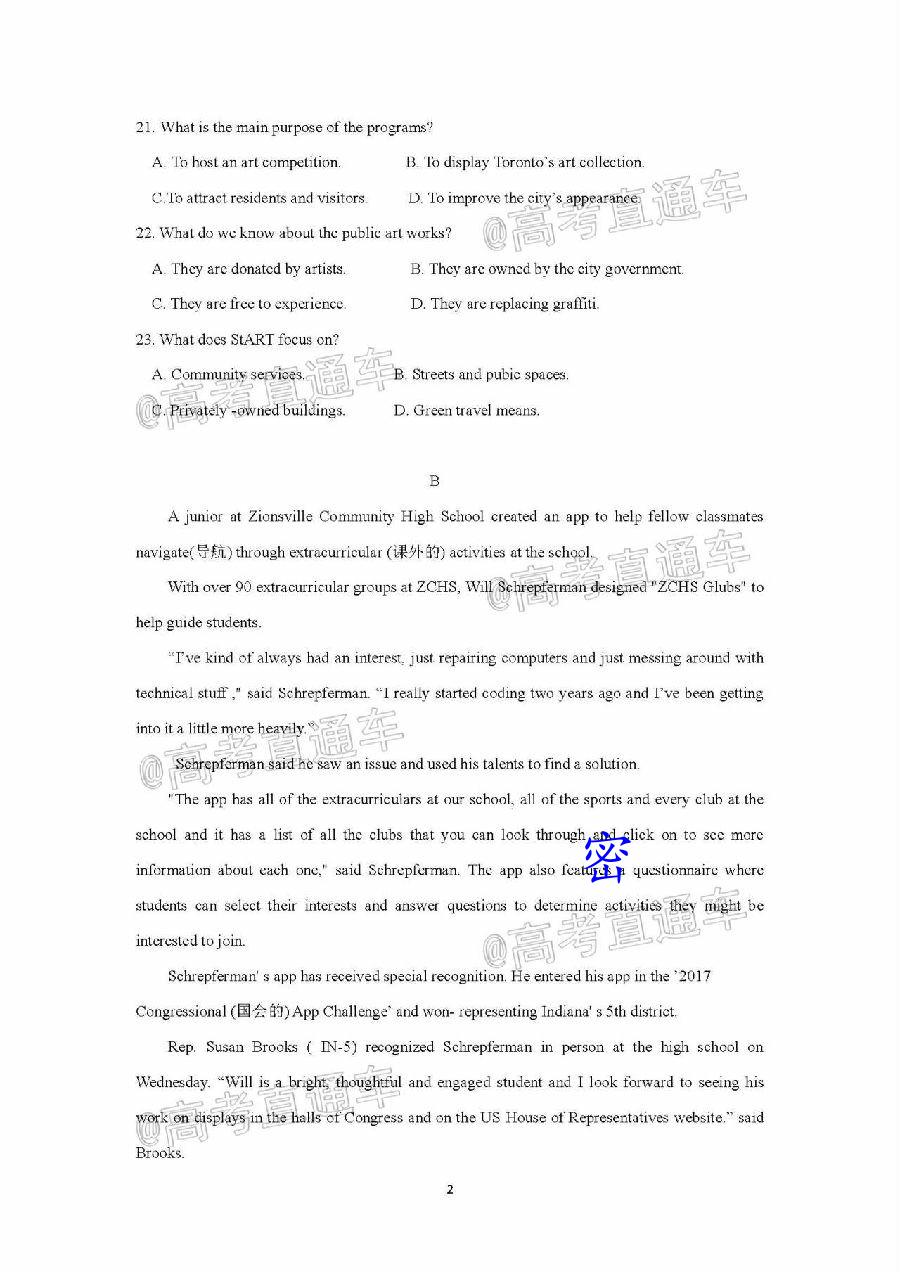 21. What is the main purpose of the programs?
A. To host an art competition. B. To display Toronto's art collection.
C.To attract residents and visitors. D. To improve the city's appearance.
@高考直通车
22. What do we know about the public art works?
A. They are donated by artists. B. They are owned by the city government.
C. They are free to experience. D. They are replacing graffiti.
23. What does StART focus on?
A. Community services. B. Streets and pubic spaces.
@高考直通车
C. Privately -owned buildings. D. Green travel means.
B
A junior at Zionsville Community High School created an app to help fellow classmates
navigate(导航) through extracurricular (课外的) activities at the school.
@高考直通车
With over 90 extracurricular groups at ZCHS, Will Schrepferman designed "ZCHS Glubs" to
help guide students.
“I've kind of always had an interest, just repairing computers and just messing around with
technical stuff ," said Schrepferman. “I really started coding two years ago and I've been getting
into it a little more heavily.”
@高考直通车
Schrepferman said he saw an issue and used his talents to find a solution.
"The app has all of the extracurriculars at our school, all of the sports and every club at the
school and it has a list of all the clubs that you can look through and click on to see more
密
information about each one," said Schrepferman. The app also features a questionnaire where
students can select their interests and answer questions to determine activities they might be
interested to join.
@高考直通车
Schrepferman' s app has received special recognition. He entered his app in the ’2017
Congressional (国会的) App Challenge’ and won- representing Indiana' s 5th district.
Rep. Susan Brooks ( IN-5) recognized Schrepferman in person at the high school on
Wednesday. “Will is a bright, thoughtful and engaged student and I look forward to seeing his
@高考直通车
work on displays in the halls of Congress and on the US House of Representatives website.” said
Brooks.
2